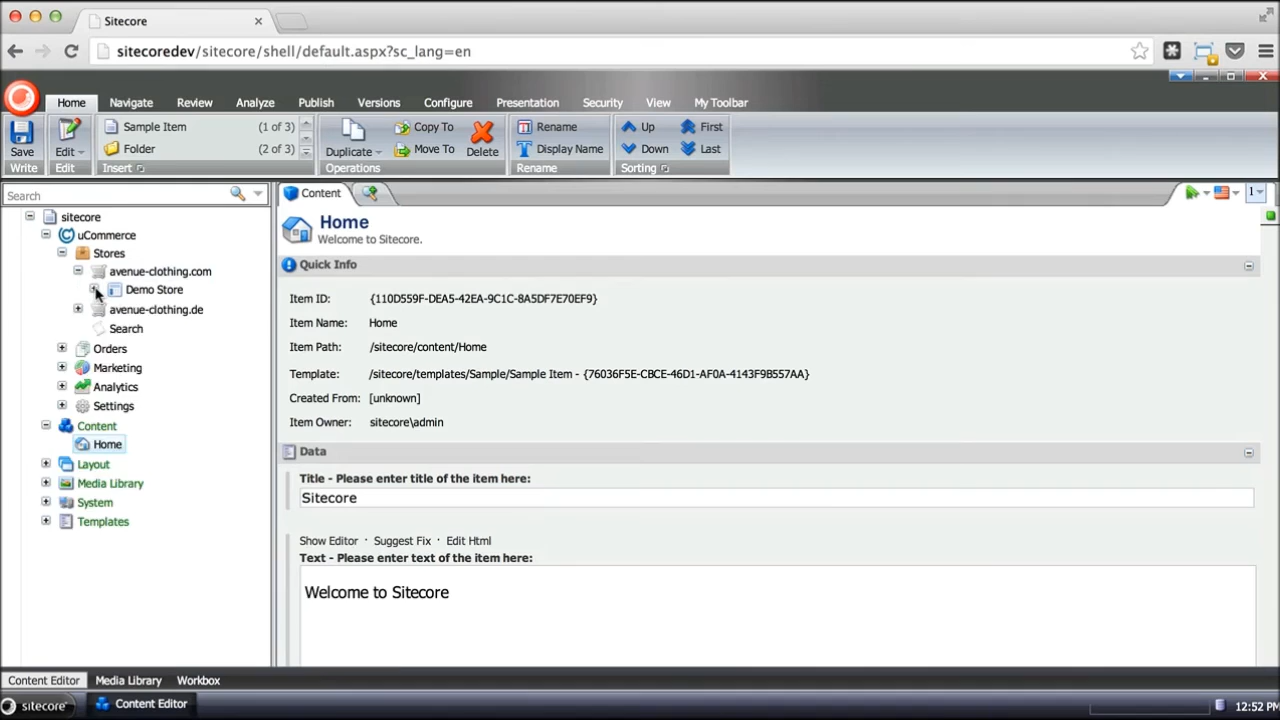 Sitecore
sitecoredev/sitecore/shell/default.aspx?sc_lang=en
Home Navigate Review Analyze Publish Versions Configure Presentation Security View My Toolbar
Sample Item (1 of 3) Copy To Rename Up First
Save Edit Folder (2 of 3) Duplicate Move To Delete Display Name Down Last
Write Edit Insert Operations Rename Sorting
Search
sitecore
uCommerce
Stores
avenue-clothing.com
Demo Store
avenue-clothing.de
Search
Orders
Marketing
Analytics
Settings
Content
Home
Layout
Media Library
System
Templates
Content
1
Home
Welcome to Sitecore.
Quick Info
Item ID: {110D559F-DEA5-42EA-9C1C-8A5DF7E70EF9}
Item Name: Home
Item Path: /sitecore/content/Home
Template: /sitecore/templates/Sample/Sample Item - {76036F5E-CBCE-46D1-AF0A-4143F9B557AA}
Created From: [unknown]
Item Owner: sitecore\admin
Data
Title - Please enter title of the item here:
Sitecore
Show Editor · Suggest Fix · Edit Html
Text - Please enter text of the item here:
Welcome to Sitecore
Content Editor Media Library Workbox
sitecore Content Editor 12:52 PM